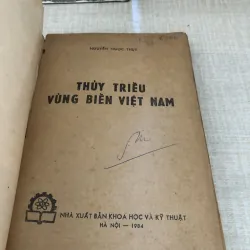 NGUYỄN NGỌC THỤY
THỦY TRIỀU
VÙNG BIỂN VIỆT NAM
NHÀ XUẤT BẢN KHOA HỌC VÀ KỸ THUẬT
HÀ NỘI — 1984